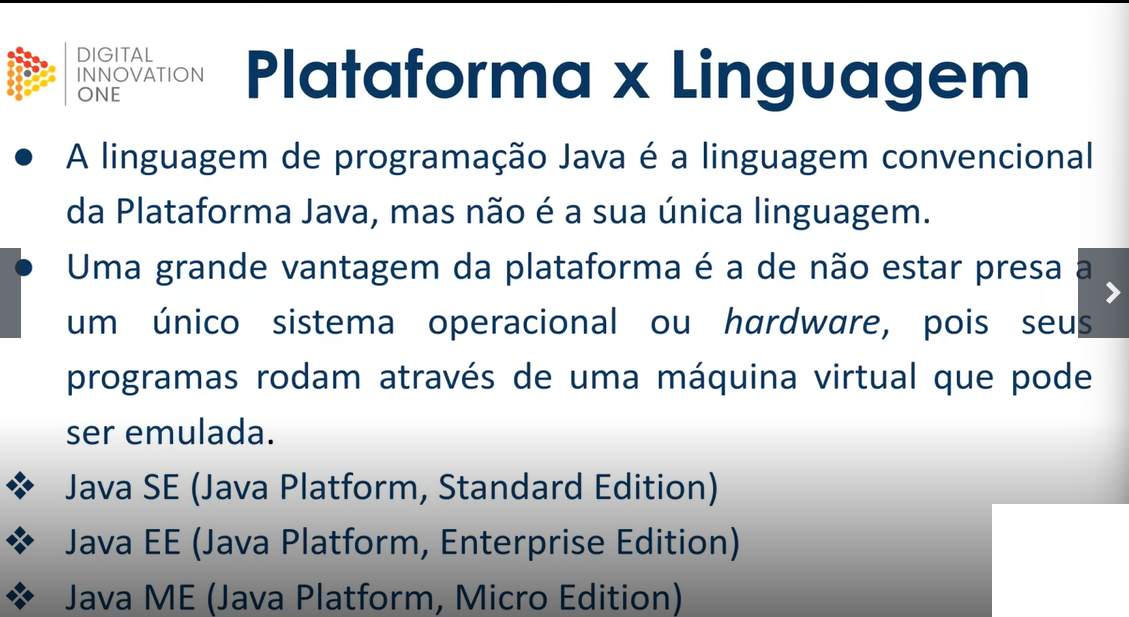 DIGITAL
INNOVATION
ONE
Plataforma x Linguagem
● A linguagem de programação Java é a linguagem convencional
da Plataforma Java, mas não é a sua única linguagem.
● Uma grande vantagem da plataforma é a de não estar presa a
um único sistema operacional ou hardware, pois seus
programas rodam através de uma máquina virtual que pode
ser emulada.
❖ Java SE (Java Platform, Standard Edition)
❖ Java EE (Java Platform, Enterprise Edition)
❖ Java ME (Java Platform, Micro Edition)